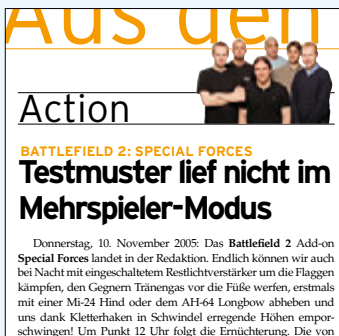 Aus den
Action
BATTLEFIELD 2: SPECIAL FORCES
Testmuster lief nicht im
Mehrspieler-Modus
Donnerstag, 10. November 2005: Das Battlefield 2 Add-on
Special Forces landet in der Redaktion. Endlich können wir auch
bei Nacht mit eingeschaltetem Restlichtverstärker um die Flaggen
kämpfen, den Gegnern Tränengas vor die Füße werfen, erstmals
mit einer Mi-24 Hind oder dem AH-64 Longbow abheben und
uns dank Kletterhaken in Schwindel erregende Höhen empor-
schwingen! Um Punkt 12 Uhr folgt die Ernüchterung. Die von